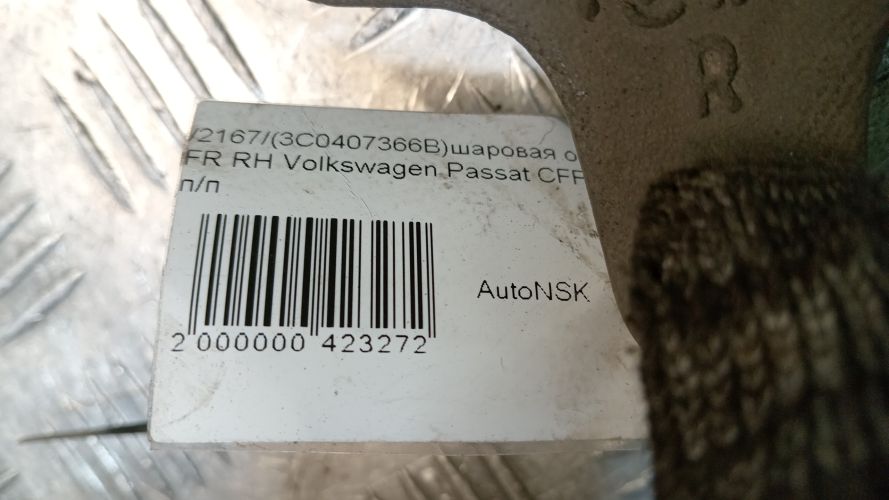 R
/2167/(3C0407366B)шаровая о
FR RH Volkswagen Passat CFF
п/п
AutoNSK
2 000000 423272